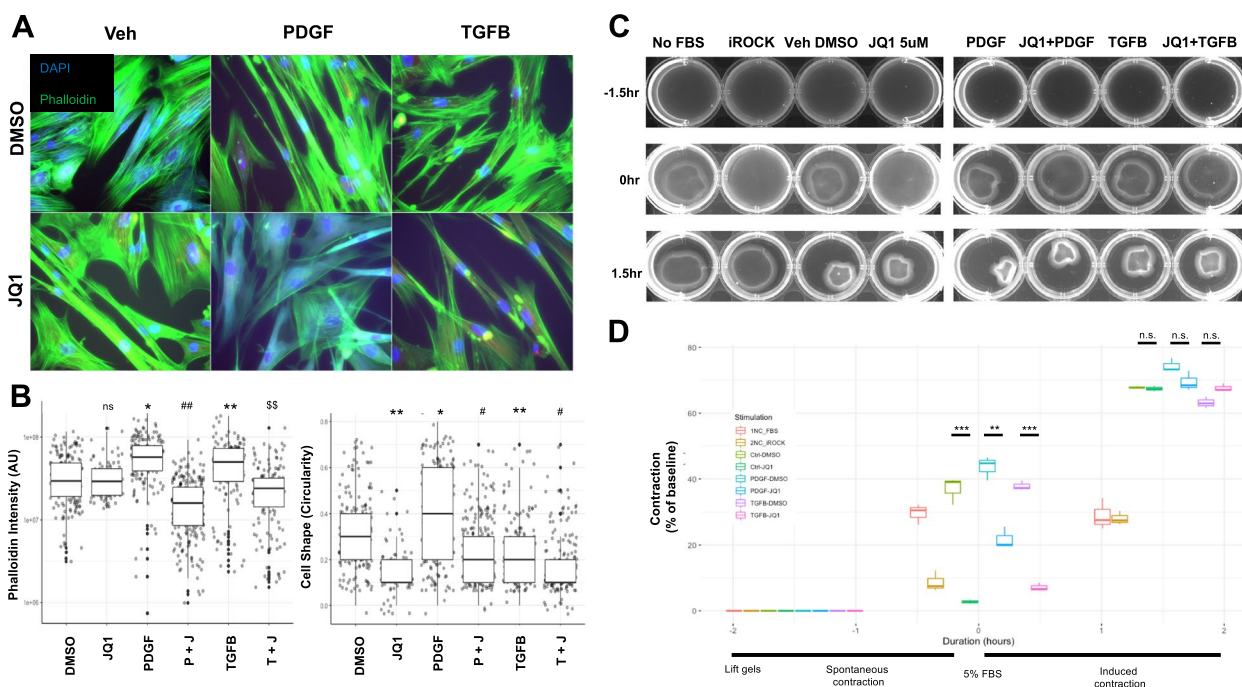 A
Veh
PDGF
TGFB
DAPI
Phalloidin
DMSO
JQ1
B
ns
*
##
**
$$
Phalloidin Intensity (AU)
1e+08
1e+07
1e+06
DMSO
JQ1
PDGF
P + J
TGFB
T + J
**
*
#
**
#
Cell Shape (Circularity)
0.8
0.6
0.4
0.2
0.0
DMSO
JQ1
PDGF
P + J
TGFB
T + J
C
No FBS
iROCK
Veh DMSO
JQ1 5uM
PDGF
JQ1+PDGF
TGFB
JQ1+TGFB
-1.5hr
0hr
1.5hr
D
n.s.
n.s.
n.s.
***
**
***
Contraction
(% of baseline)
80
60
40
20
0
Stimulation
1NC_FBS
2NC_iROCK
Ctrl-DMSO
Ctrl-JQ1
PDGF-DMSO
PDGF-JQ1
TGFB-DMSO
TGFB-JQ1
-2
-1
0
1
2
Duration (hours)
Lift gels
Spontaneous
contraction
5% FBS
Induced
contraction